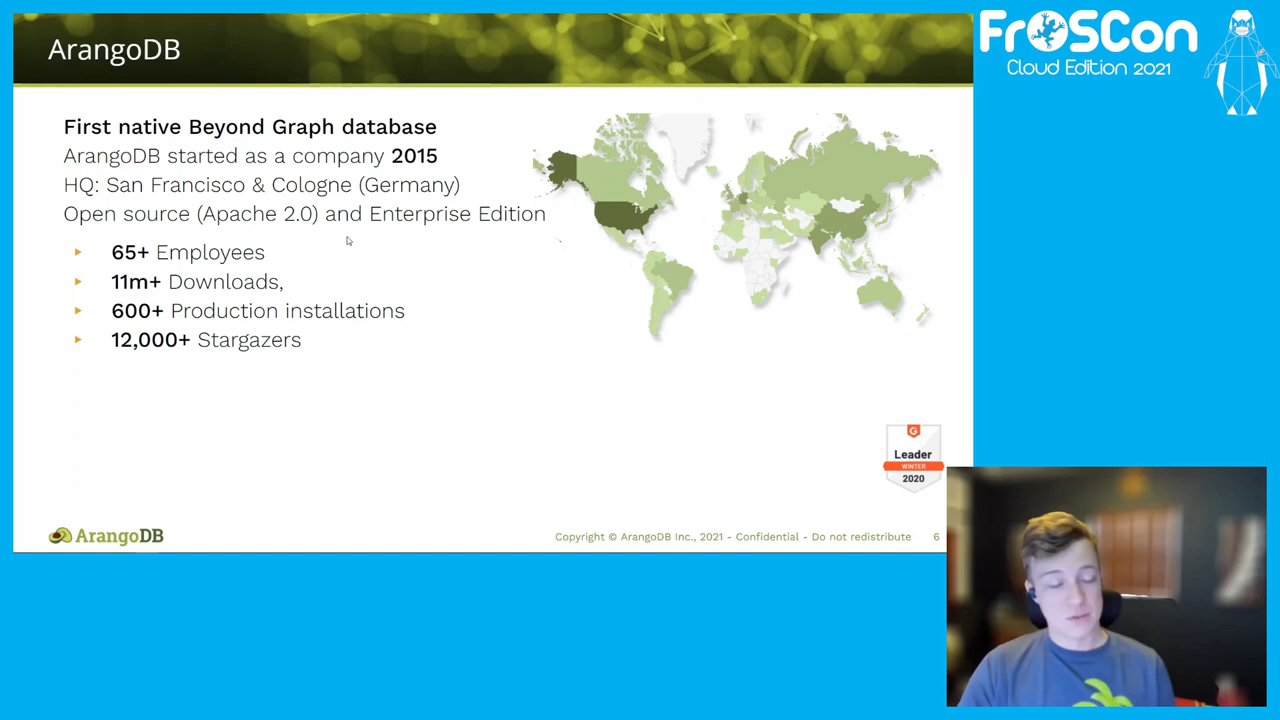 ArangoDB
First native Beyond Graph database
ArangoDB started as a company 2015
HQ: San Francisco & Cologne (Germany)
Open source (Apache 2.0) and Enterprise Edition
65+ Employees
11m+ Downloads,
600+ Production installations
12,000+ Stargazers
G
Leader
WINTER
2020
ArangoDB
Copyright © ArangoDB Inc., 2021 - Confidential - Do not redistribute
6
FrOSCon
Cloud Edition 2021